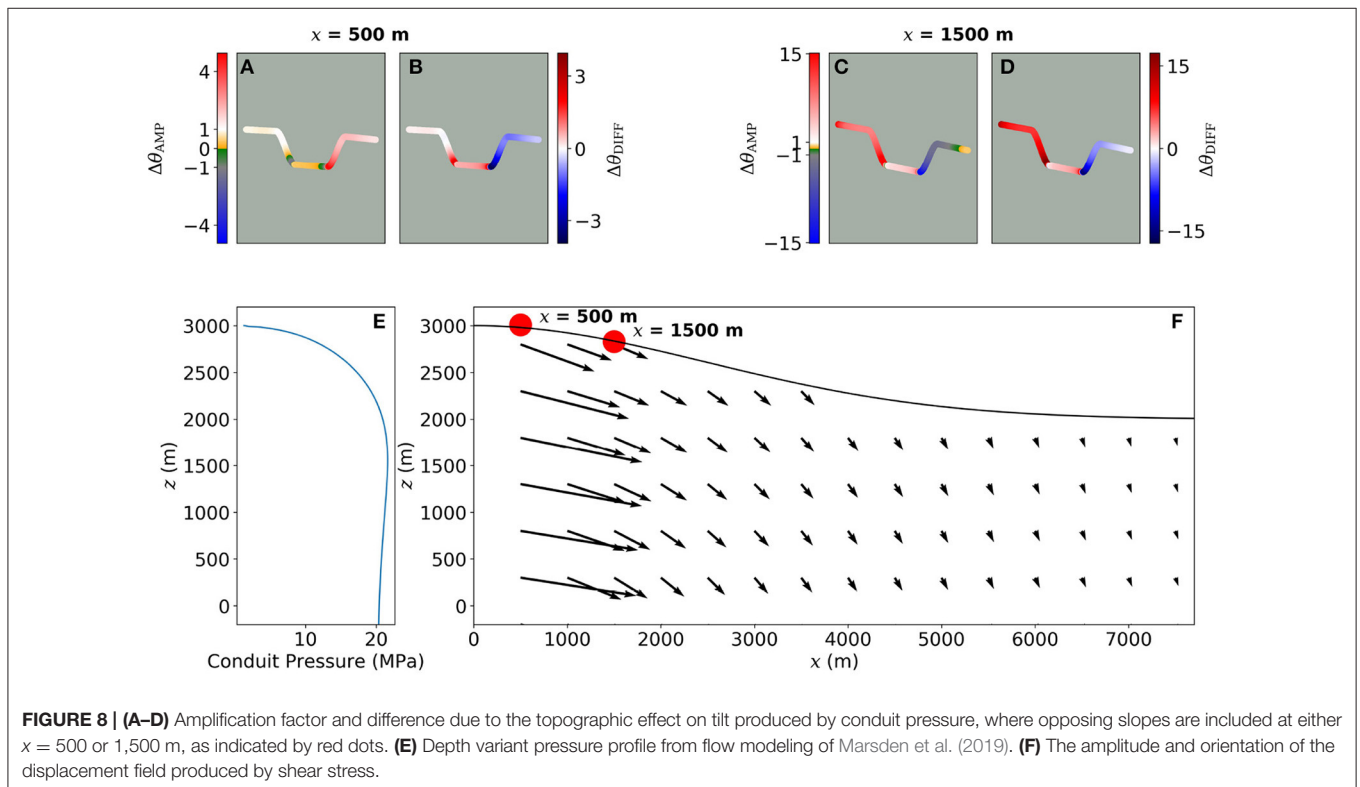 x = 500 m
x = 1500 m
A
B
C
D
4
1
0
−1
−4
ΔθAMP
3
0
−3
ΔθDIFF
15
1
−1
−15
ΔθAMP
15
0
−15
ΔθDIFF
E
3000
2500
2000
1500
1000
500
0
z (m)
10
20
Conduit Pressure (MPa)
F
x = 500 m
x = 1500 m
3000
2500
2000
1500
1000
500
0
z (m)
0
1000
2000
3000
4000
5000
6000
7000
x (m)
FIGURE 8 | (A–D) Amplification factor and difference due to the topographic effect on tilt produced by conduit pressure, where opposing slopes are included at either
x = 500 or 1,500 m, as indicated by red dots. (E) Depth variant pressure profile from flow modeling of Marsden et al. (2019). (F) The amplitude and orientation of the
displacement field produced by shear stress.